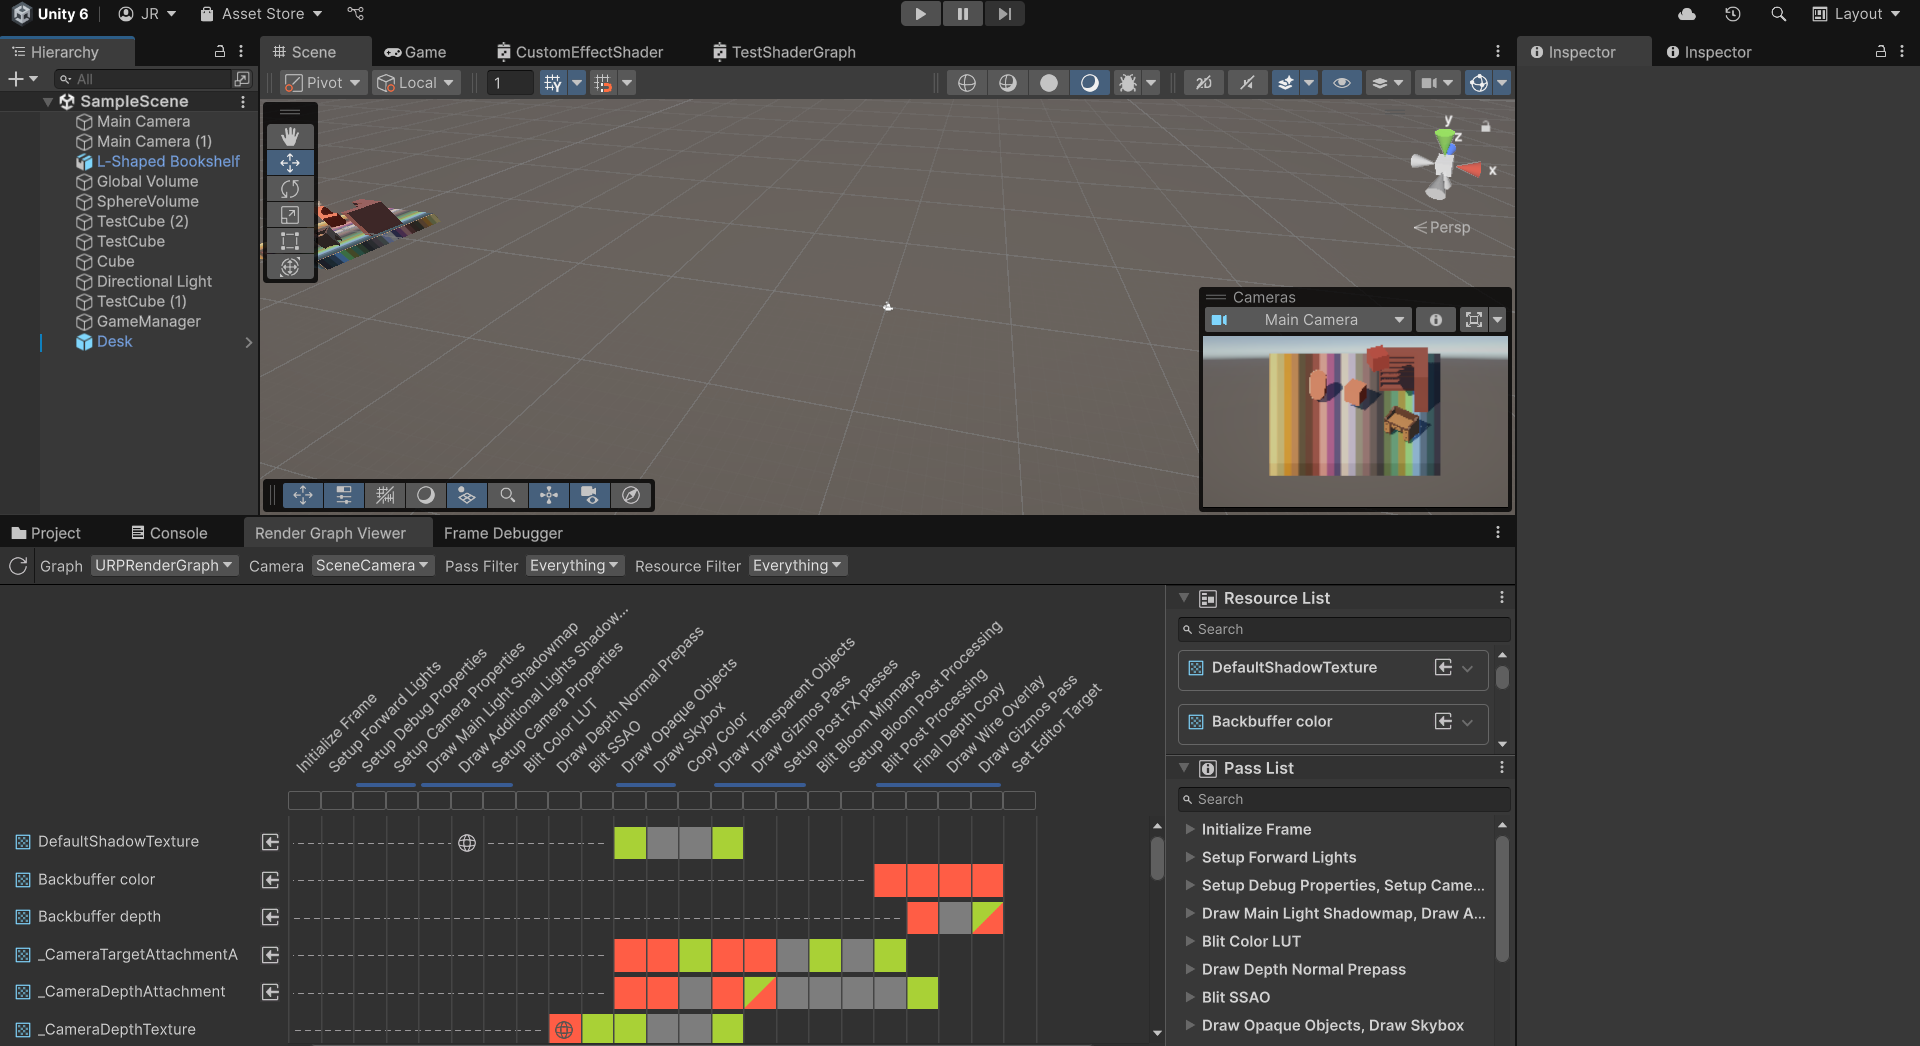 Unity 6
JR
Asset Store
Layout
Hierarchy
Scene
Game
CustomEffectShader
TestShaderGraph
Inspector
Inspector
All
Pivot
Local
1
2D
SampleScene
Main Camera
Main Camera (1)
L-Shaped Bookshelf
Global Volume
SphereVolume
TestCube (2)
TestCube
Cube
Directional Light
TestCube (1)
GameManager
Desk
y
z
x
Persp
Cameras
Main Camera
Project
Console
Render Graph Viewer
Frame Debugger
Graph
URPRenderGraph
Camera
SceneCamera
Pass Filter
Everything
Resource Filter
Everything
Initialize Frame
Setup Forward Lights
Setup Debug Properties
Setup Camera Properties
Draw Main Light Shadowmap
Draw Additional Lights Shadow...
Setup Camera Properties
Blit Color LUT
Draw Depth Normal Prepass
Blit SSAO
Draw Opaque Objects
Draw Skybox
Copy Color
Draw Transparent Objects
Draw Gizmos Pass
Setup Post FX passes
Blit Bloom Mipmaps
Setup Bloom Post Processing
Blit Post Processing
Final Depth Copy
Draw Wire Overlay
Draw Gizmos Pass
Set Editor Target
DefaultShadowTexture
Backbuffer color
Backbuffer depth
_CameraTargetAttachmentA
_CameraDepthAttachment
_CameraDepthTexture
Resource List
Search
DefaultShadowTexture
Backbuffer color
Pass List
Search
Initialize Frame
Setup Forward Lights
Setup Debug Properties, Setup Came...
Draw Main Light Shadowmap, Draw A...
Blit Color LUT
Draw Depth Normal Prepass
Blit SSAO
Draw Opaque Objects, Draw Skybox